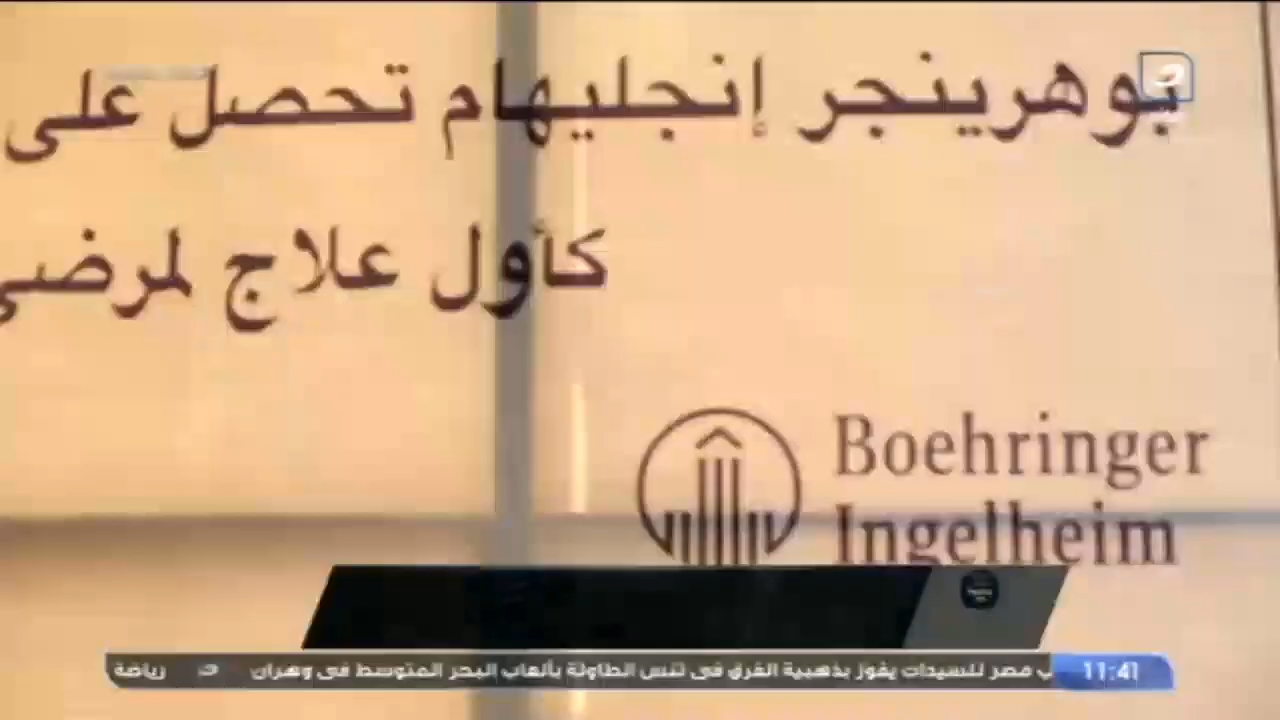 بوهرينجر إنجليهام تحصل على
كأول علاج لمرضى
Boehringer
Ingelheim
11:41
ب مصر للسيدات يفوز بذهبية الفرق فى تنس الطاولة بألعاب البحر المتوسط فى وهران
رياضة